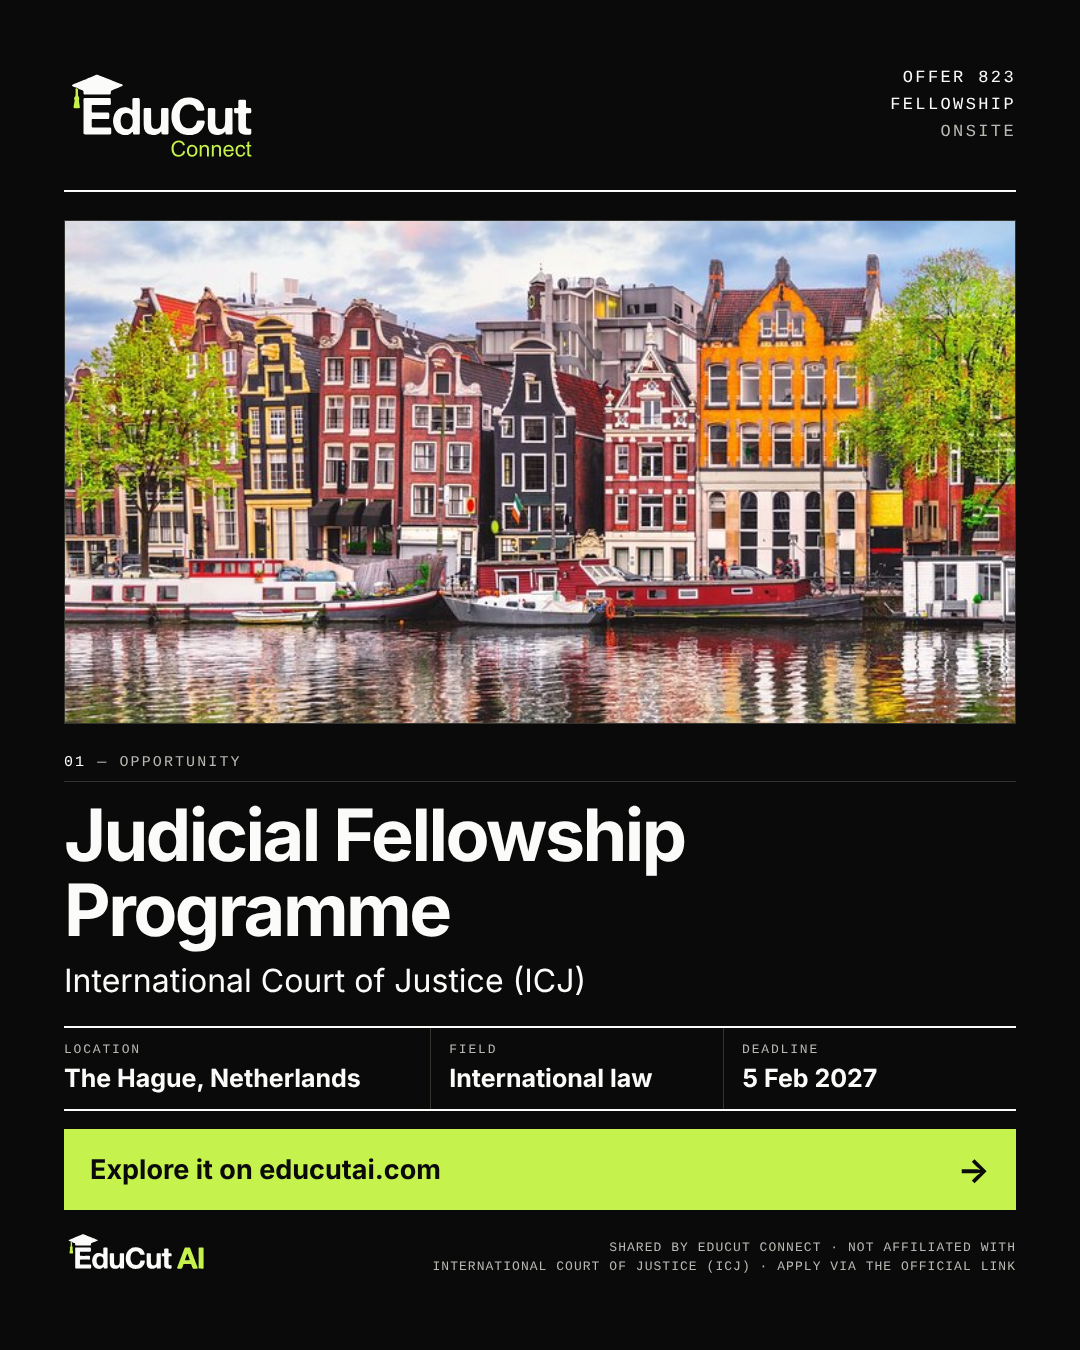 EduCut
Connect
OFFER 823
FELLOWSHIP
ONSITE
01 — OPPORTUNITY
Judicial Fellowship
Programme
International Court of Justice (ICJ)
LOCATION
The Hague, Netherlands
FIELD
International law
DEADLINE
5 Feb 2027
Explore it on educutai.com →
EduCut AI
SHARED BY EDUCUT CONNECT · NOT AFFILIATED WITH
INTERNATIONAL COURT OF JUSTICE (ICJ) · APPLY VIA THE OFFICIAL LINK